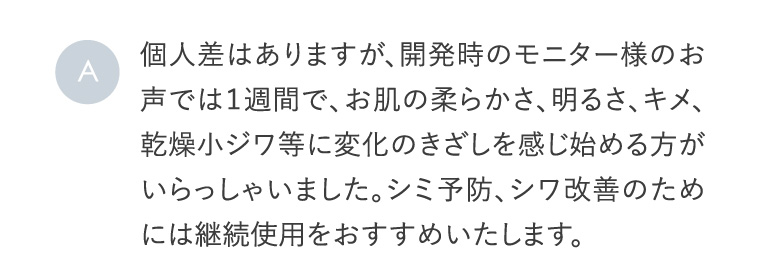 A
個人差はありますが、開発時のモニター様のお
声では1週間で、お肌の柔らかさ、明るさ、キメ、
乾燥小ジワ等に変化のきざしを感じ始める方が
いらっしゃいました。シミ予防、シワ改善のため
には継続使用をおすすめいたします。